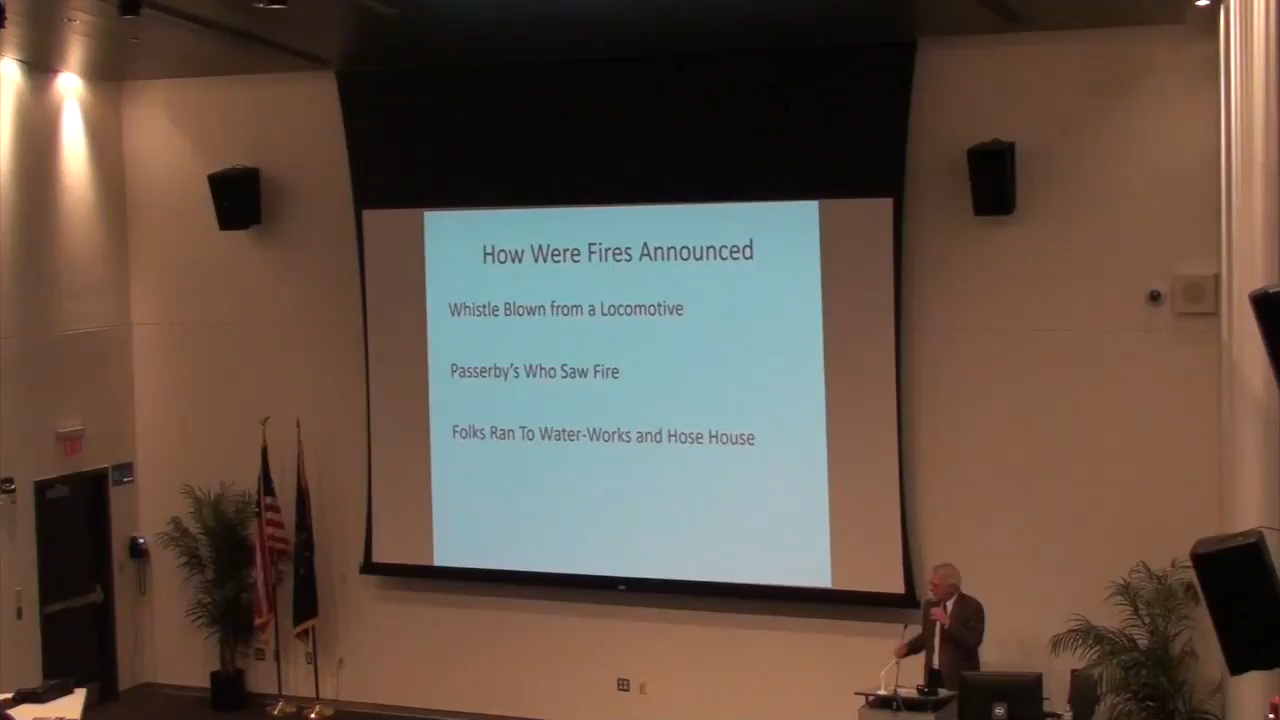 How Were Fires Announced
Whistle Blown from a Locomotive
Passerby's Who Saw Fire
Folks Ran To Water-Works and Hose House
EXIT